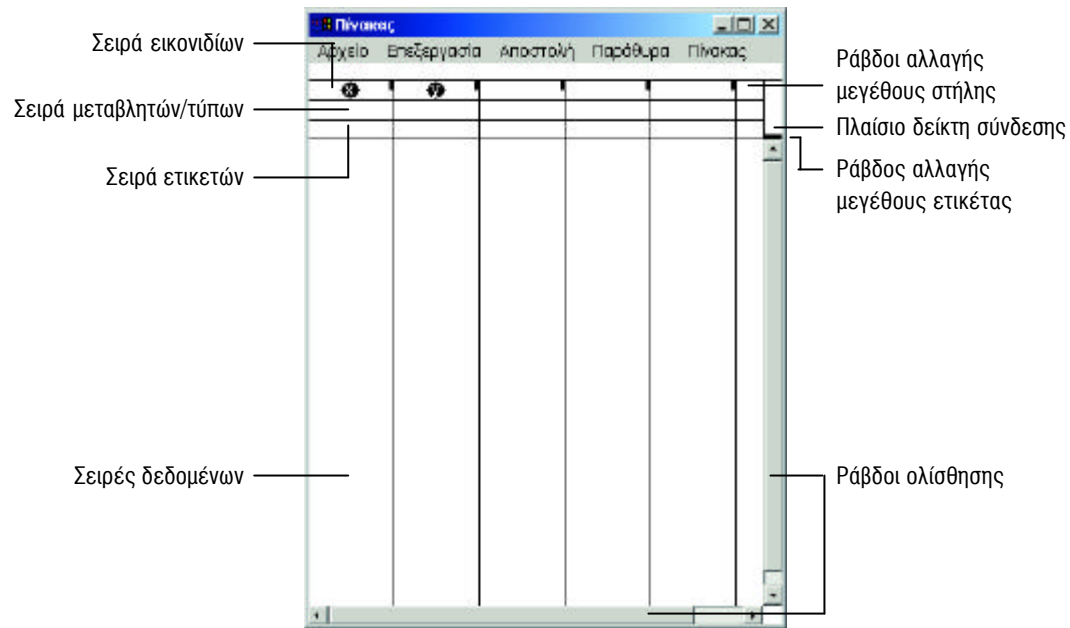 Πίνακας
Αρχείο Επεξεργασία Αποστολή Παράθυρα Πίνακας
x y
Σειρά εικονιδίων
Σειρά μεταβλητών/τύπων
Σειρά ετικετών
Σειρές δεδομένων
Ράβδοι αλλαγής
μεγέθους στήλης
Πλαίσιο δείκτη σύνδεσης
Ράβδος αλλαγής
μεγέθους ετικέτας
Ράβδοι ολίσθησης